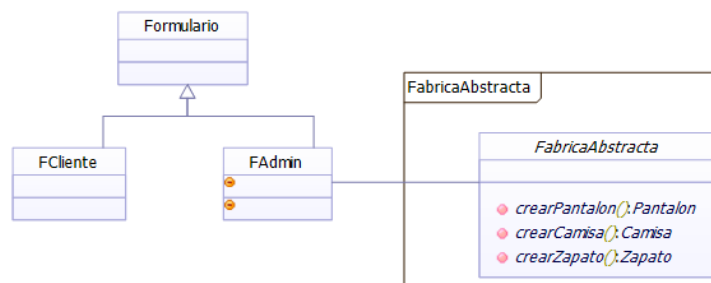 Formulario
FabricaAbstracta
FCliente
FAdmin
FabricaAbstracta
crearPantalon():Pantalon
crearCamisa():Camisa
crearZapato():Zapato